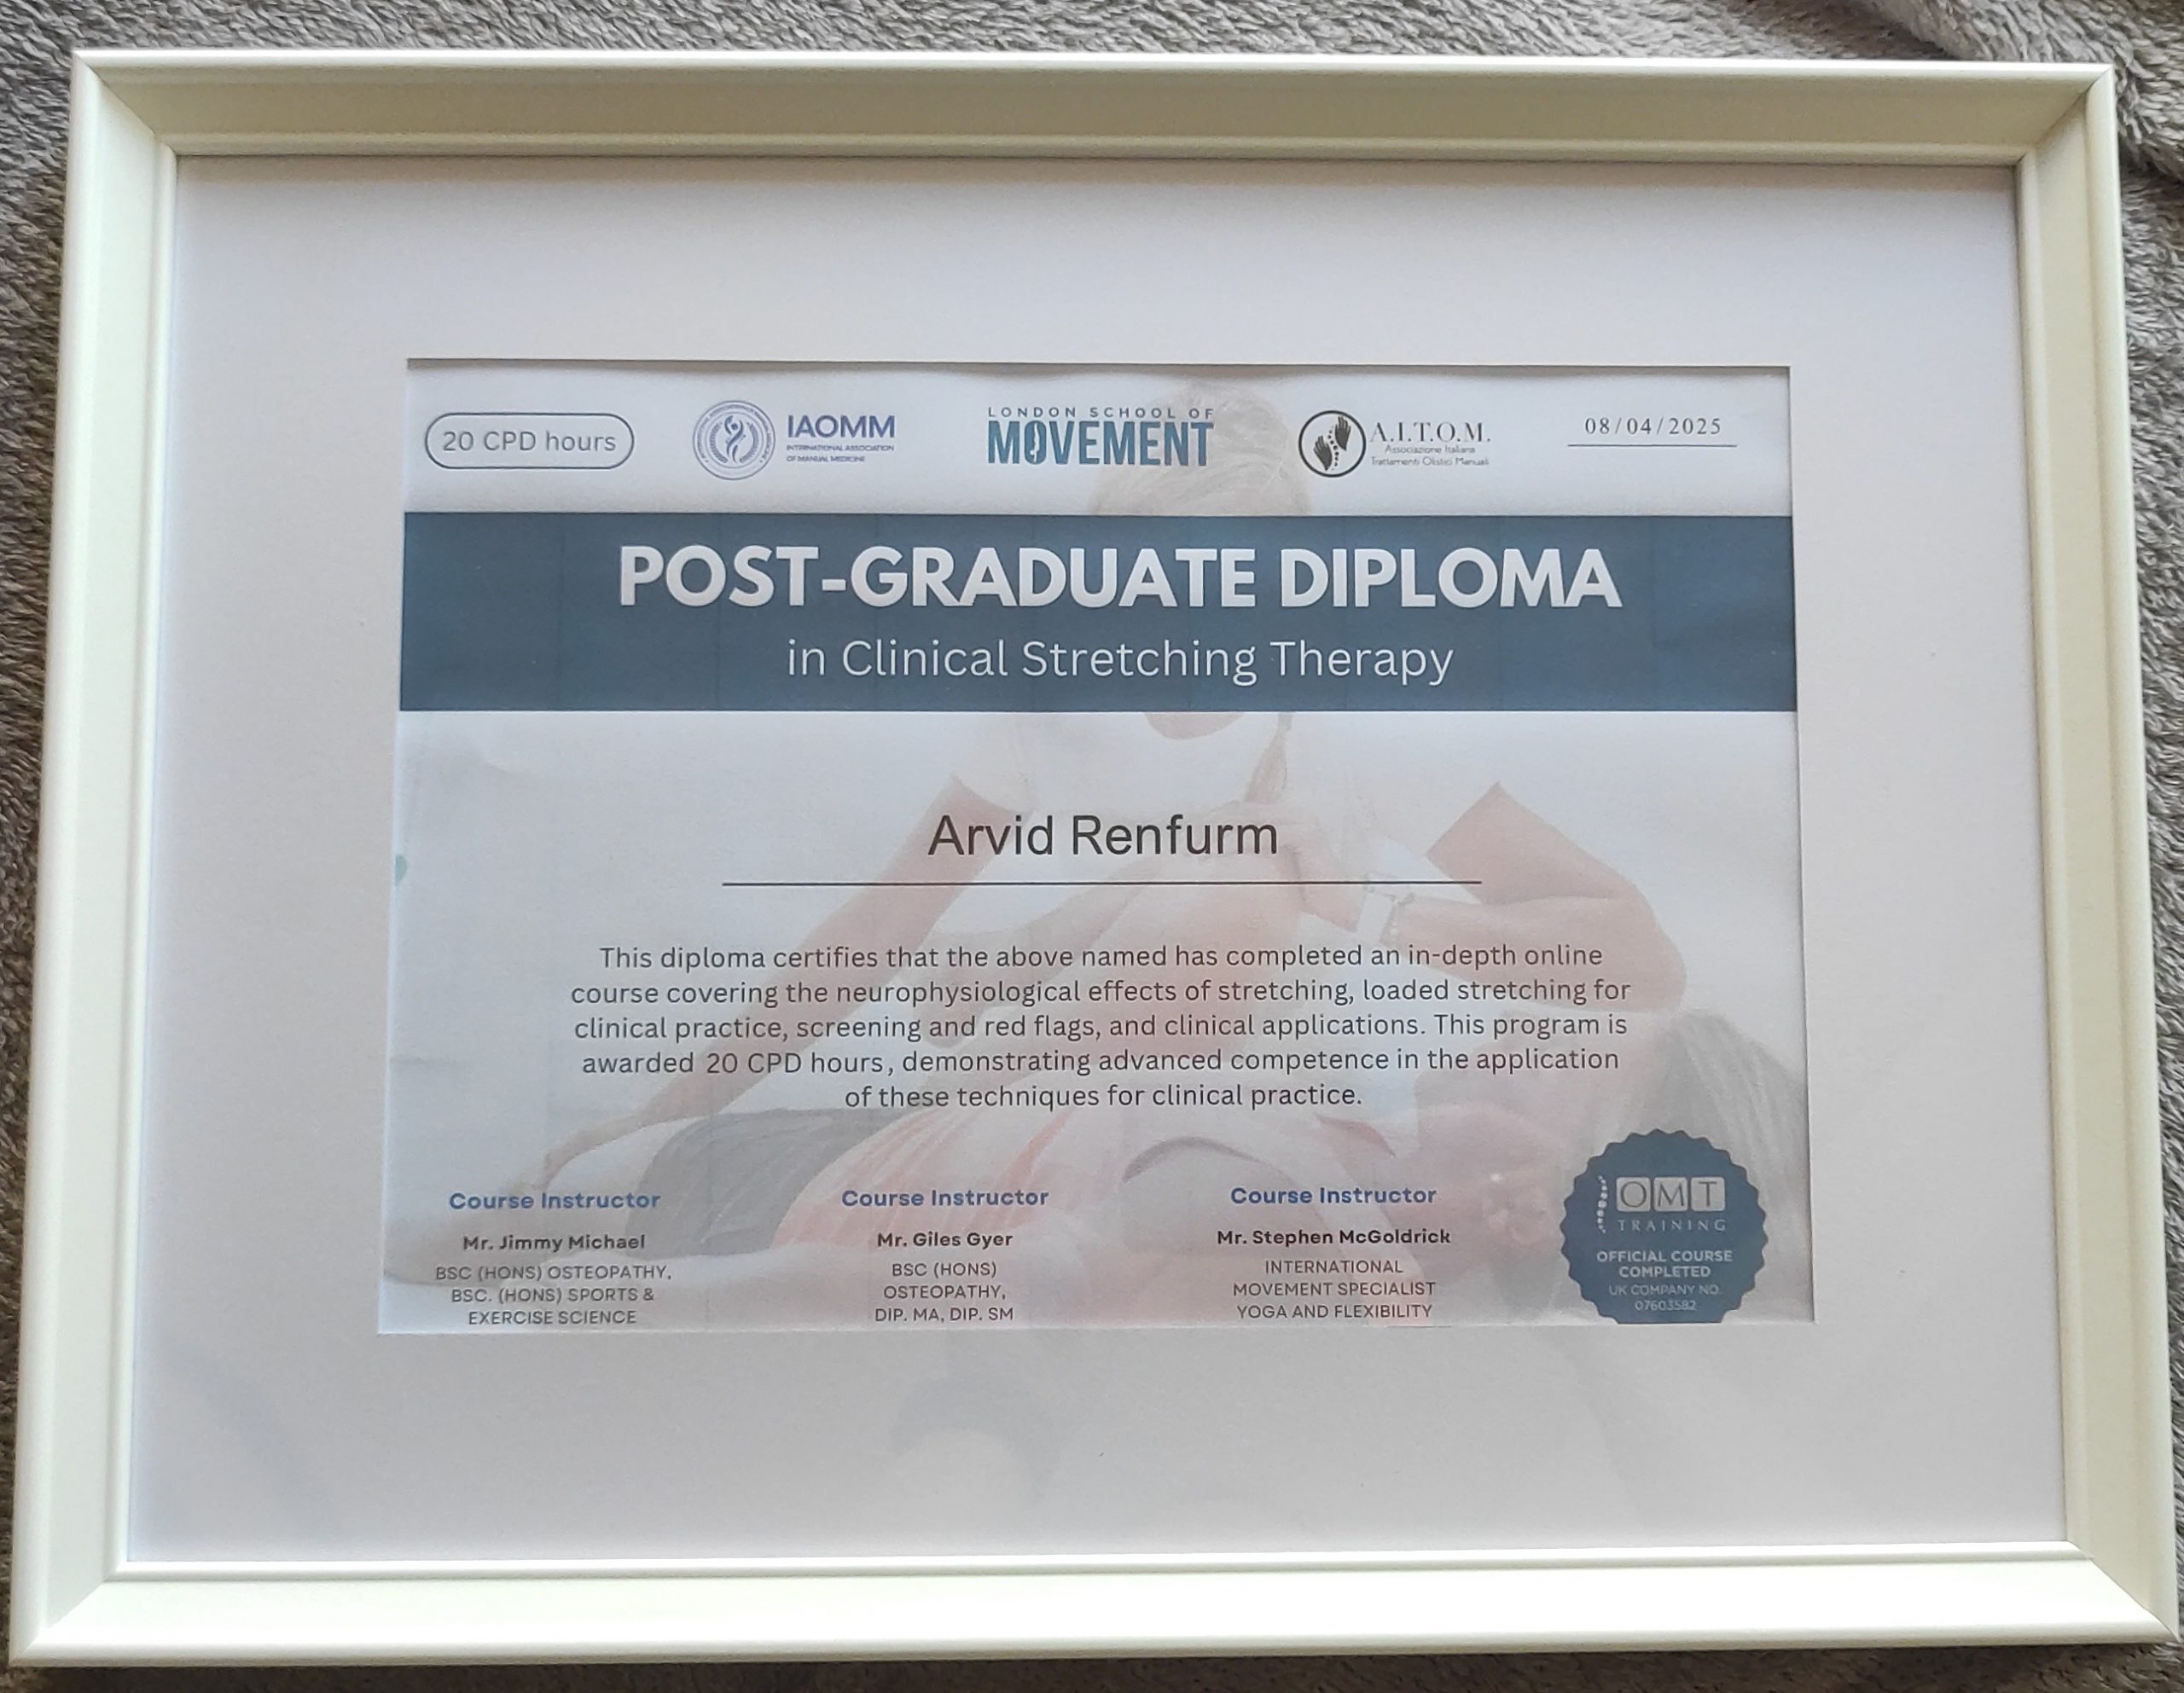 20 CPD hours
IAOMM
INTERNATIONAL ASSOCIATION
OF MANUAL MEDICINE
LONDON SCHOOL OF
MOVEMENT
A.I.T.O.M.
Associazione Italiana
Trattamenti Olistici Manuali
08/04/2025
POST-GRADUATE DIPLOMA
in Clinical Stretching Therapy
Arvid Renfurm
This diploma certifies that the above named has completed an in-depth online
course covering the neurophysiological effects of stretching, loaded stretching for
clinical practice, screening and red flags, and clinical applications. This program is
awarded 20 CPD hours, demonstrating advanced competence in the application
of these techniques for clinical practice.
Course Instructor
Mr. Jimmy Michael
BSC (HONS) OSTEOPATHY,
BSC. (HONS) SPORTS &
EXERCISE SCIENCE
Course Instructor
Mr. Giles Gyer
BSC (HONS)
OSTEOPATHY,
DIP. MA, DIP. SM
Course Instructor
Mr. Stephen McGoldrick
INTERNATIONAL
MOVEMENT SPECIALIST
YOGA AND FLEXIBILITY
OMT
TRAINING
OFFICIAL COURSE
COMPLETED
UK COMPANY NO.
07603582